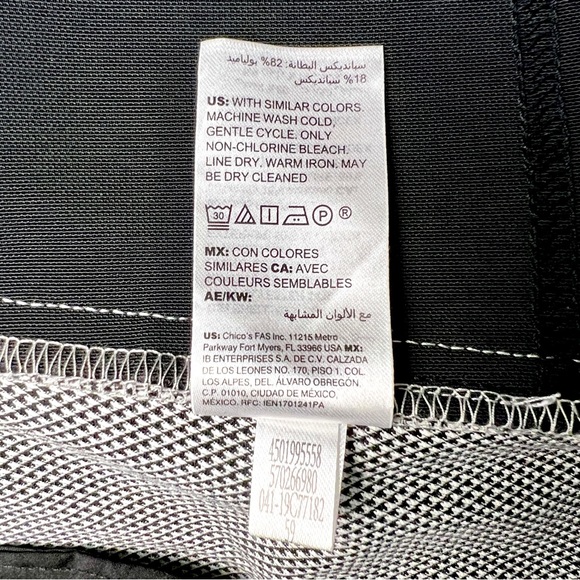 سبانديكس البطانة: 82% بولياميد
18% سبانديكس
US: WITH SIMILAR COLORS.
MACHINE WASH COLD,
GENTLE CYCLE. ONLY
NON-CHLORINE BLEACH.
LINE DRY. WARM IRON. MAY
BE DRY CLEANED
30 P ®
MX: CON COLORES
SIMILARES CA: AVEC
COULEURS SEMBLABLES
AE/KW:
مع الألوان المشابهة
US: Chico's FAS Inc. 11215 Metro
Parkway Fort Myers, FL 33966 USA MX:
IB ENTERPRISES S.A. DE C.V. CALZADA
DE LOS LEONES NO. 170, PISO 1, COL.
LOS ALPES, DEL. ÁLVARO OBREGÓN.
C.P. 01010, CIUDAD DE MÉXICO,
MÉXICO. RFC: IEN1701241PA
4501995558
570266980
041-19C77182
59